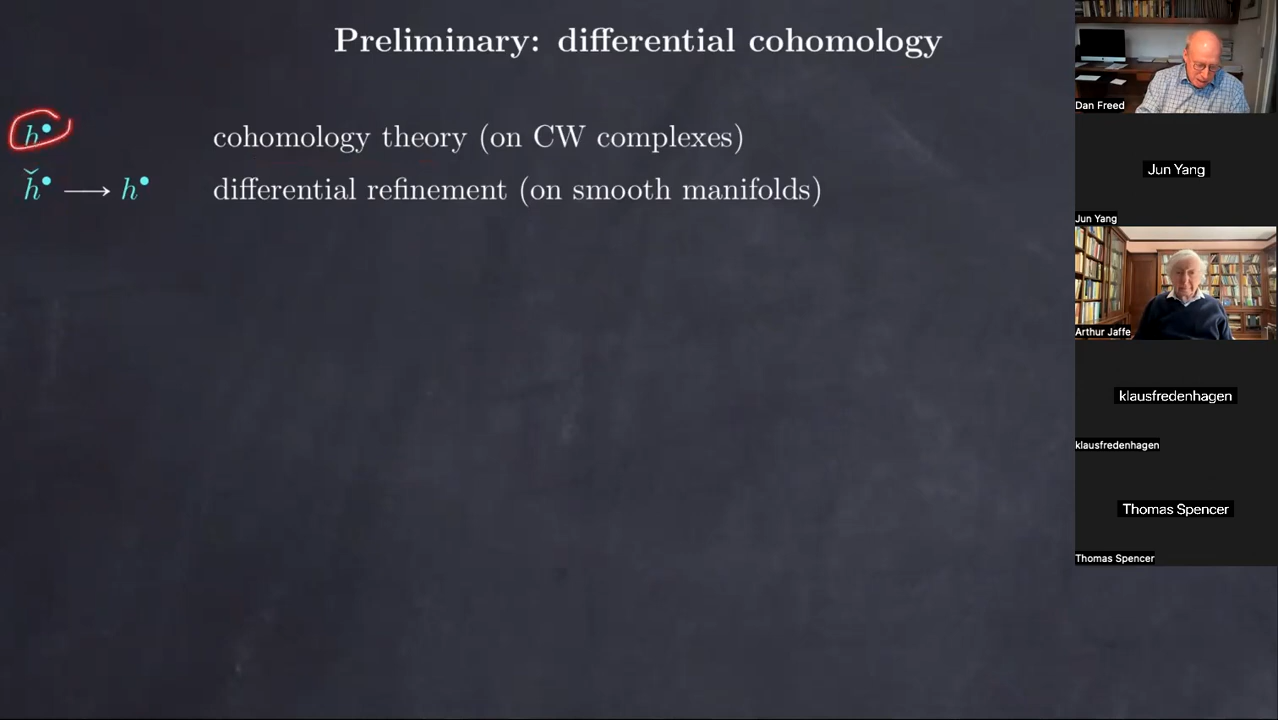 Preliminary: differential cohomology
h• cohomology theory (on CW complexes)
ȟ• ⟶ h• differential refinement (on smooth manifolds)
Dan Freed
Jun Yang
Jun Yang
Arthur Jaffe
klausfredenhagen
klausfredenhagen
Thomas Spencer
Thomas Spencer